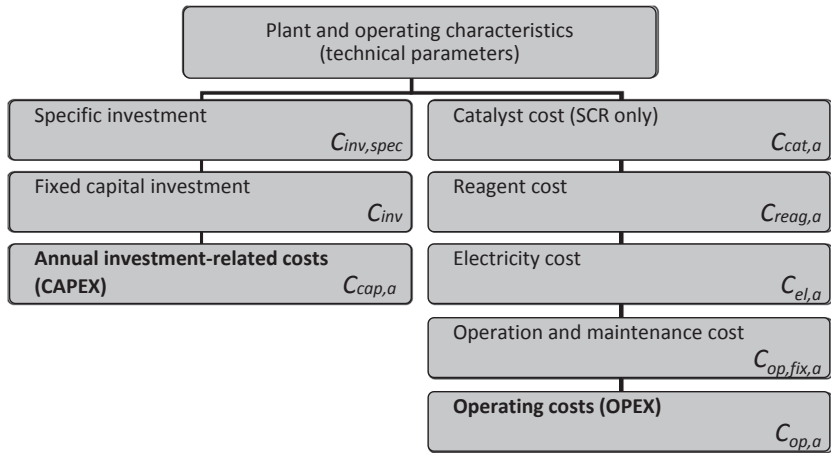 Plant and operating characteristics
(technical parameters)
Specific investment
Cinv,spec
Fixed capital investment
Cinv
Annual investment-related costs
(CAPEX) Ccap,a
Catalyst cost (SCR only)
Ccat,a
Reagent cost
Creag,a
Electricity cost
Cel,a
Operation and maintenance cost
Cop,fix,a
Operating costs (OPEX)
Cop,a